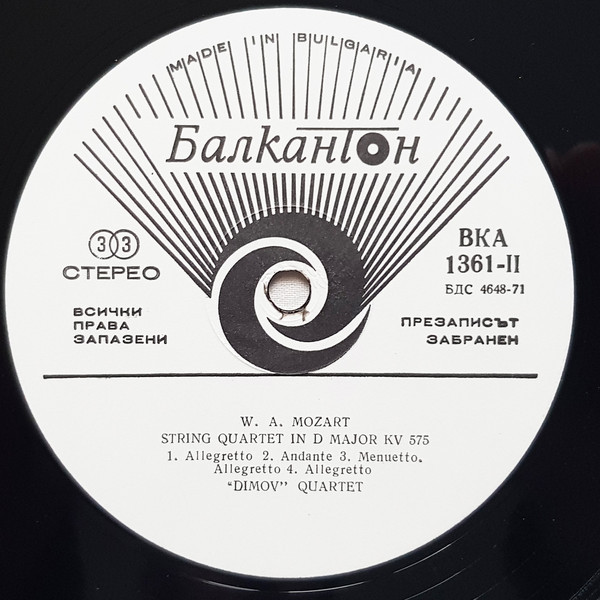 MADE IN BULGARIA
Балкантон
33
СТЕРЕО
ВСИЧКИ
ПРАВА
ЗАПАЗЕНИ
ВКА
1361-II
БДС 4648-71
ПРЕЗАПИСЪТ
ЗАБРАНЕН
W. A. MOZART
STRING QUARTET IN D MAJOR KV 575
1. Allegretto 2. Andante 3. Menuetto.
Allegretto 4. Allegretto
“DIMOV” QUARTET